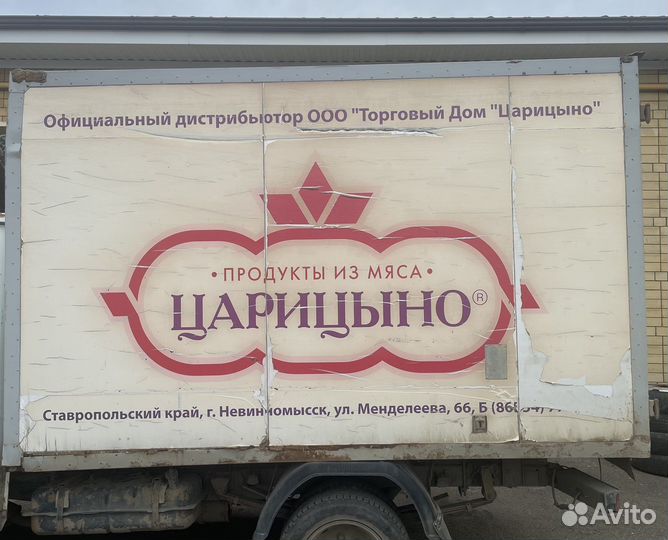 Официальный дистрибьютор ООО "Торговый Дом "Царицыно"
• ПРОДУКТЫ ИЗ МЯСА •
ЦАРИЦЫНО ®
Ставропольский край, г. Невинномысск, ул. Менделеева, 66, Б
Avito